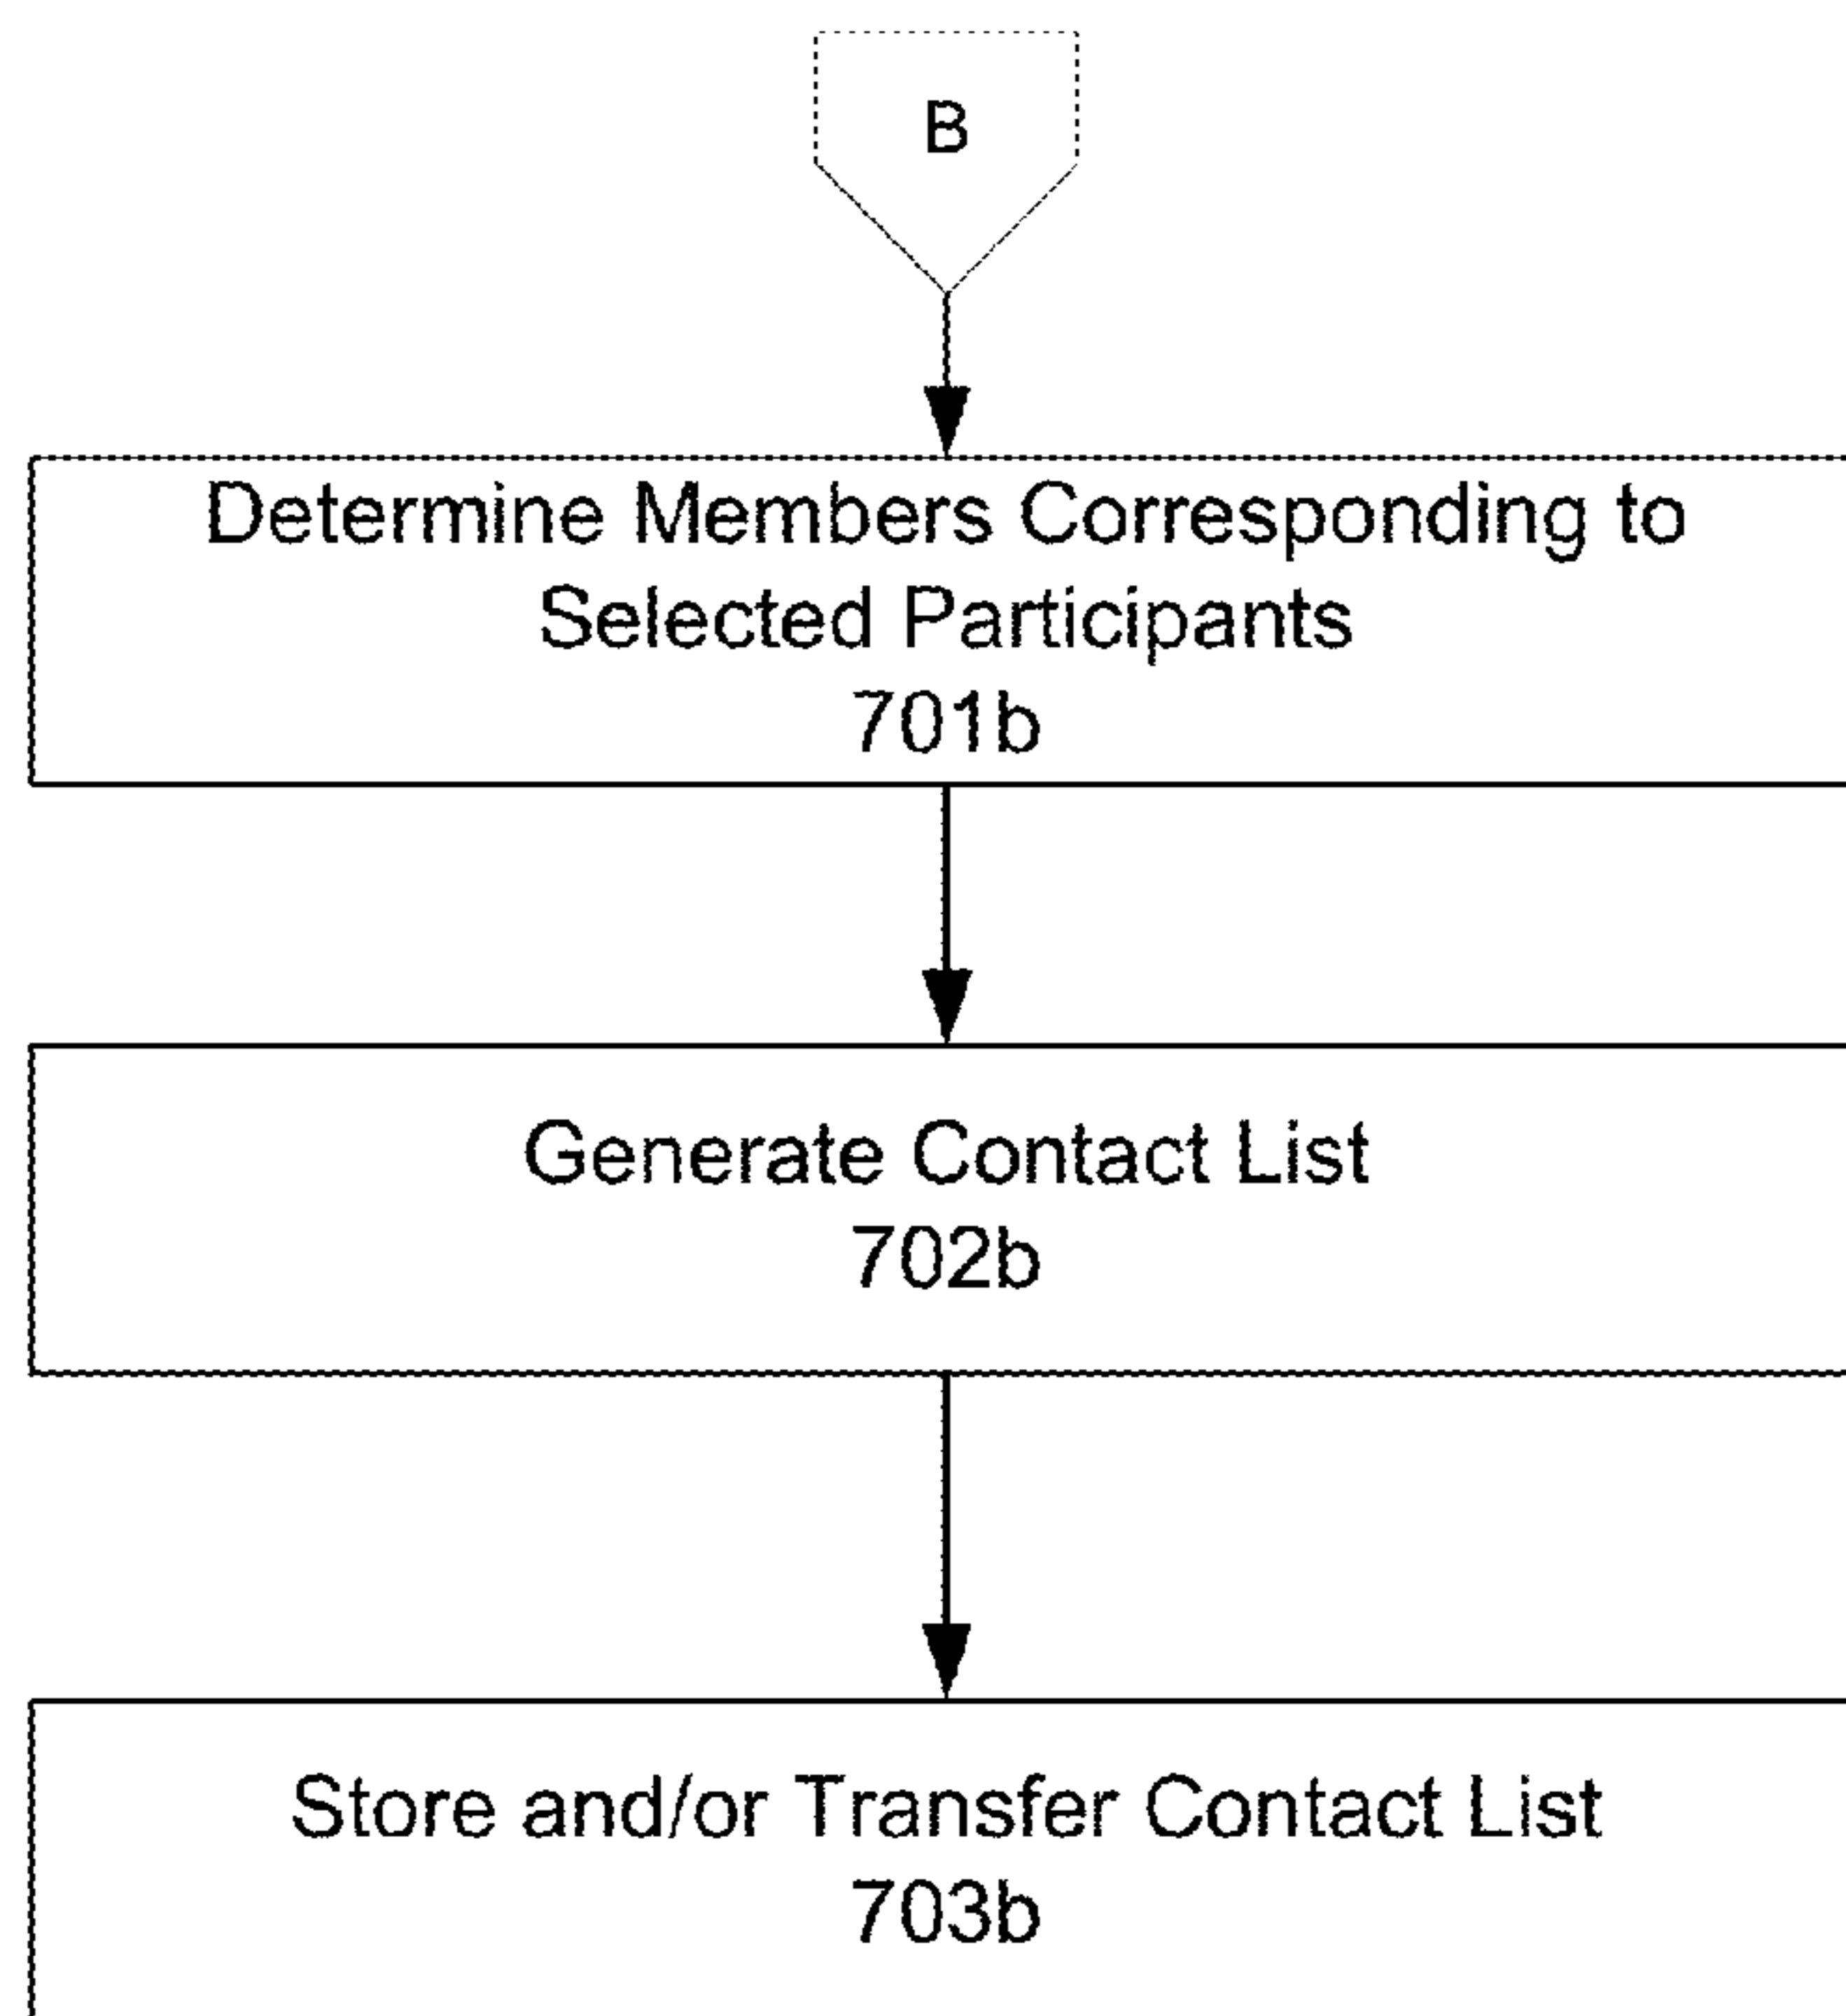 B
Determine Members Corresponding to
Selected Participants
701b
Generate Contact List
702b
Store and/or Transfer Contact List
703b